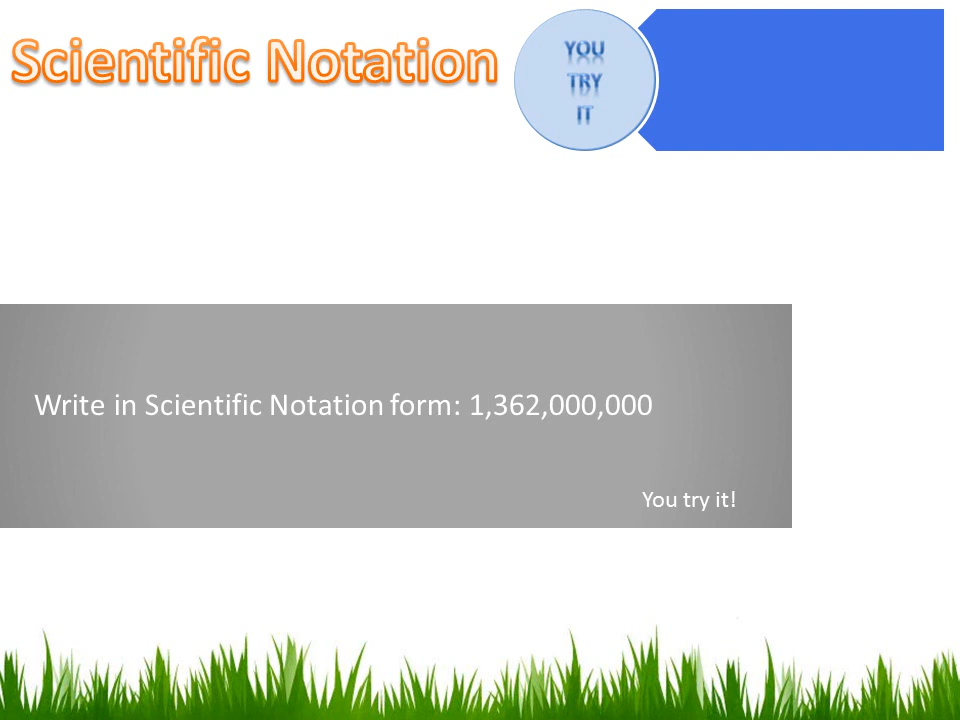 Scientific Notation
YOU
TRY
IT
Write in Scientific Notation form: 1,362,000,000
You try it!